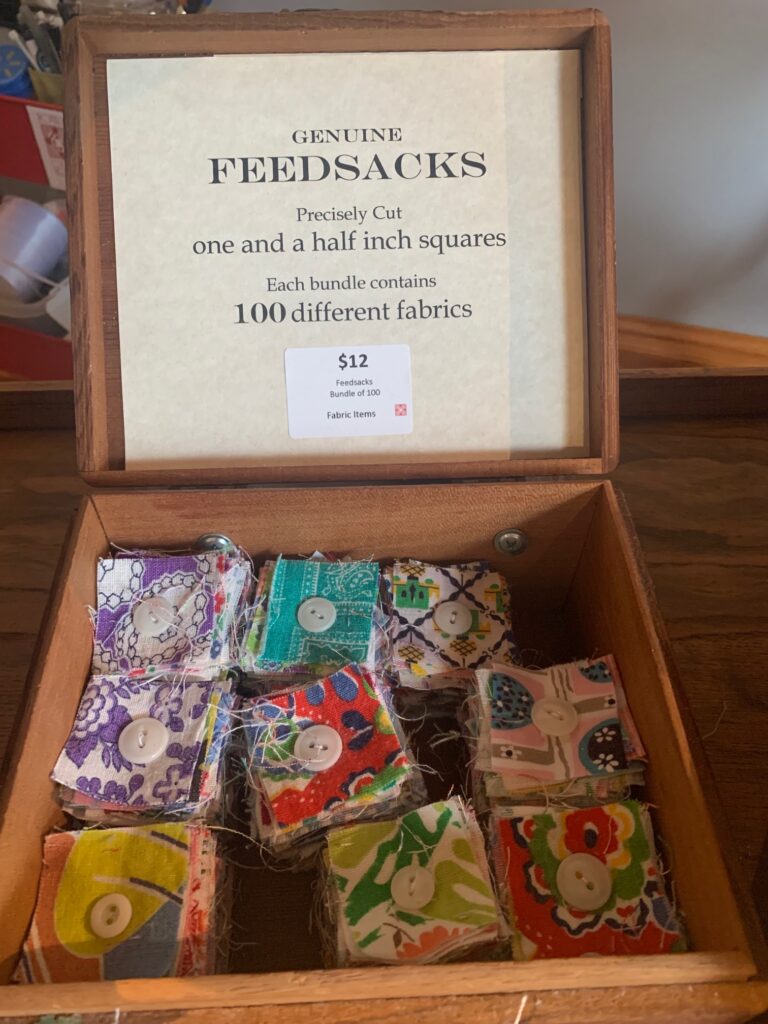 GENUINE
FEEDSACKS
Precisely Cut
one and a half inch squares
Each bundle contains
100 different fabrics
$12
Feedsacks
Bundle of 100
Fabric Items